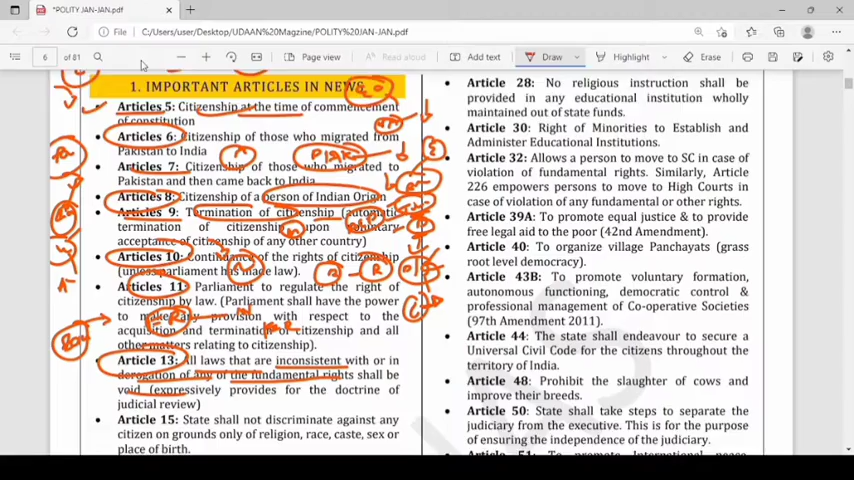 *POLITY JAN-JAN.pdf
File
C:/Users/user/Desktop/UDAAN%20Magzine/POLITY%20JAN-JAN.pdf
6 of 81
Page view
Read aloud
Add text
Draw
Highlight
Erase
1. IMPORTANT ARTICLES IN NEWS
Articles 5: Citizenship at the time of commencement
of constitution
Articles 6: Citizenship of those who migrated from
Pakistan to India
Articles 7: Citizenship of those who migrated to
Pakistan and then came back to India
Articles 8: Citizenship of a person of Indian Origin
Articles 9: Termination of citizenship (automatic
termination of citizenship upon voluntary
acceptance of citizenship of any other country)
Articles 10: Continuance of the rights of citizenship
(unless parliament has made law).
Articles 11: Parliament to regulate the right of
citizenship by law. (Parliament shall have the power
to make any provision with respect to the
acquisition and termination of citizenship and all
other matters relating to citizenship).
Article 13: All laws that are inconsistent with or in
derogation of any of the fundamental rights shall be
void (expressively provides for the doctrine of
judicial review)
Article 15: State shall not discriminate against any
citizen on grounds only of religion, race, caste, sex or
place of birth.
Article 28: No religious instruction shall be
provided in any educational institution wholly
maintained out of state funds.
Article 30: Right of Minorities to Establish and
Administer Educational Institutions.
Article 32: Allows a person to move to SC in case of
violation of fundamental rights. Similarly, Article
226 empowers persons to move to High Courts in
case of violation of any fundamental or other rights.
Article 39A: To promote equal justice & to provide
free legal aid to the poor (42nd Amendment).
Article 40: To organize village Panchayats (grass
root level democracy).
Article 43B: To promote voluntary formation,
autonomous functioning, democratic control &
professional management of Co-operative Societies
(97th Amendment 2011).
Article 44: The state shall endeavour to secure a
Universal Civil Code for the citizens throughout the
territory of India.
Article 48: Prohibit the slaughter of cows and
improve their breeds.
Article 50: State shall take steps to separate the
judiciary from the executive. This is for the purpose
of ensuring the independence of the judiciary.
Article 51: To promote International peace